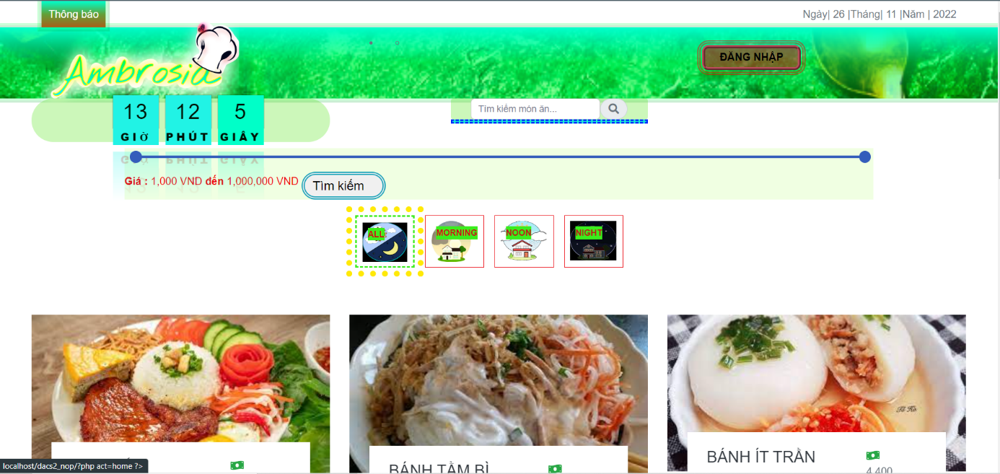 Thông báo
Ngày| 26 |Tháng| 11 |Năm | 2022
Ambrosia
ĐĂNG NHẬP
13 12 5
GIỜ PHÚT GIÂY
Tìm kiếm món ăn...
Giá : 1,000 VND đến 1,000,000 VND
Tìm kiếm
ALL MORNING NOON NIGHT
BÁNH TẰM BÌ
BÁNH ÍT TRẦN
4,400
localhost/dacs2_nop/?php act=home ?>